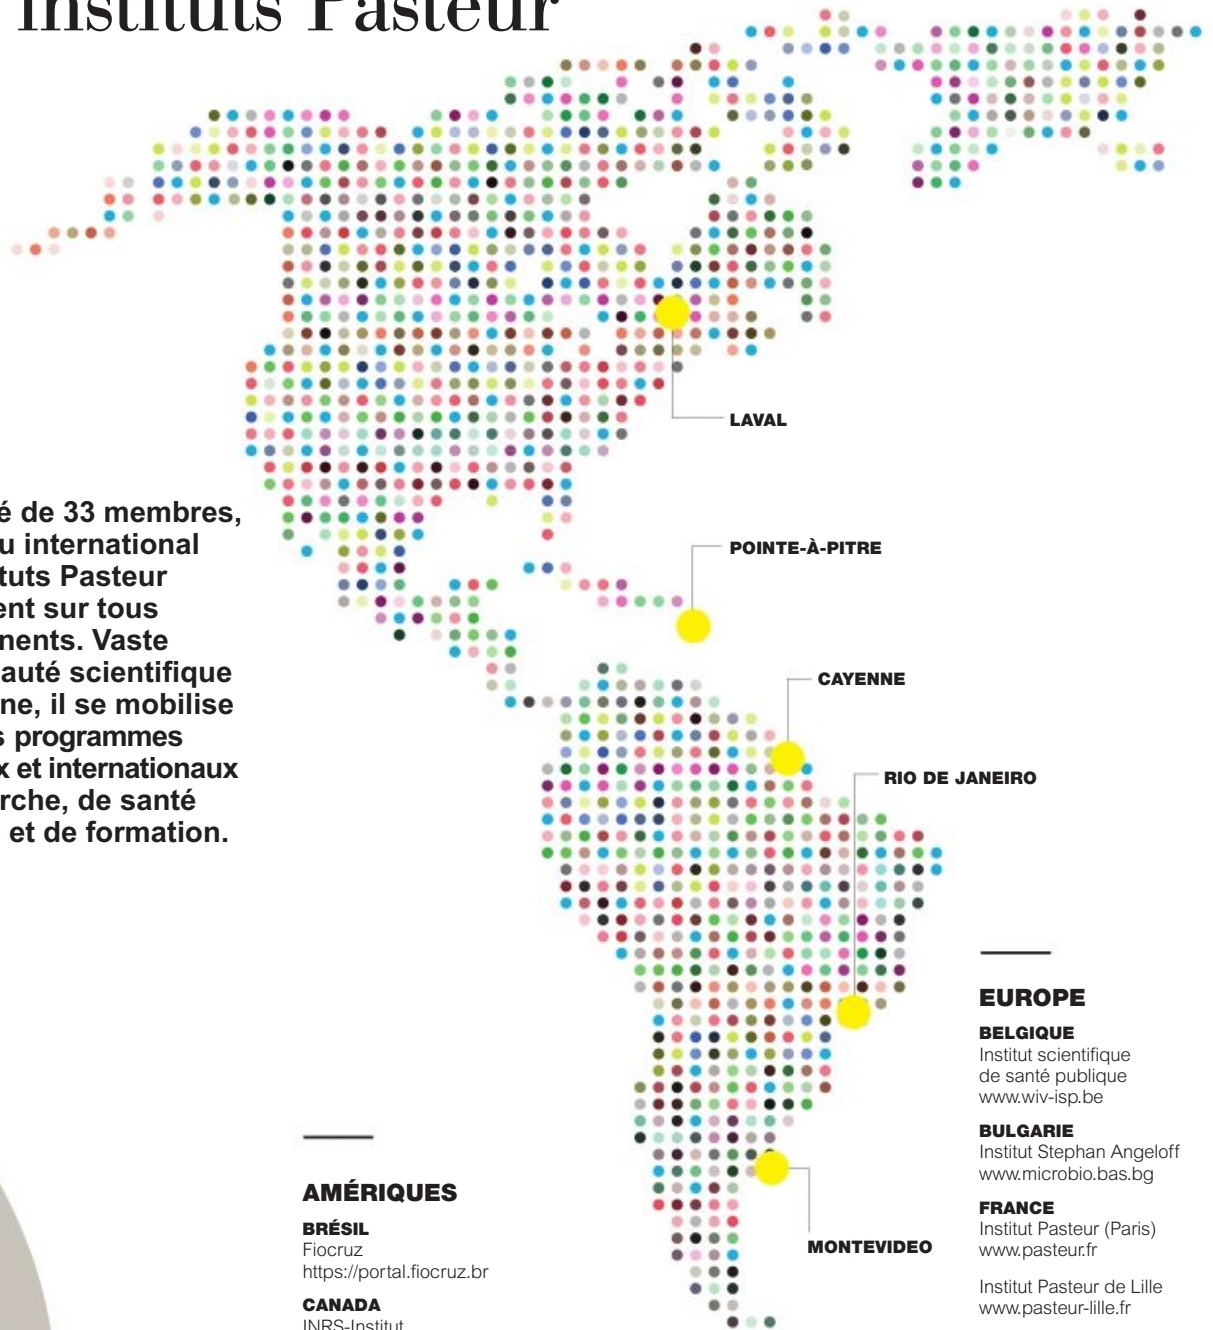 Instituts Pasteur
é de 33 membres,
u international
tuts Pasteur
ent sur tous
nents. Vaste
auté scientifique
ne, il se mobilise
s programmes
x et internationaux
rche, de santé
et de formation.
LAVAL
POINTE-À-PITRE
CAYENNE
RIO DE JANEIRO
MONTEVIDEO
AMÉRIQUES
BRÉSIL
Fiocruz
https://portal.fiocruz.br
CANADA
INRS-Institut
EUROPE
BELGIQUE
Institut scientifique
de santé publique
www.wiv-isp.be
BULGARIE
Institut Stephan Angeloff
www.microbio.bas.bg
FRANCE
Institut Pasteur (Paris)
www.pasteur.fr
Institut Pasteur de Lille
www.pasteur-lille.fr